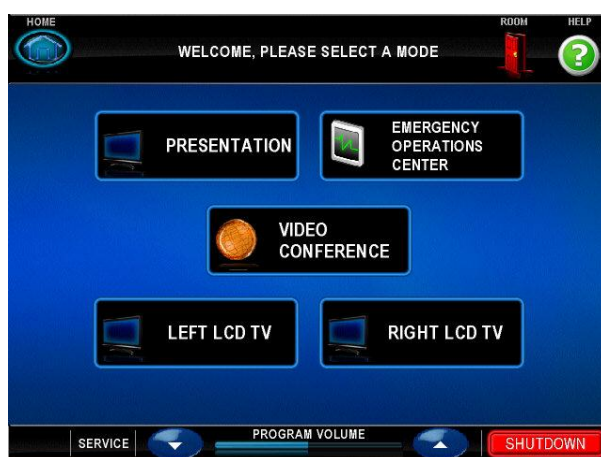 HOME
ROOM
HELP
WELCOME, PLEASE SELECT A MODE
?
PRESENTATION
EMERGENCY
OPERATIONS
CENTER
VIDEO
CONFERENCE
LEFT LCD TV
RIGHT LCD TV
SERVICE
PROGRAM VOLUME
SHUTDOWN